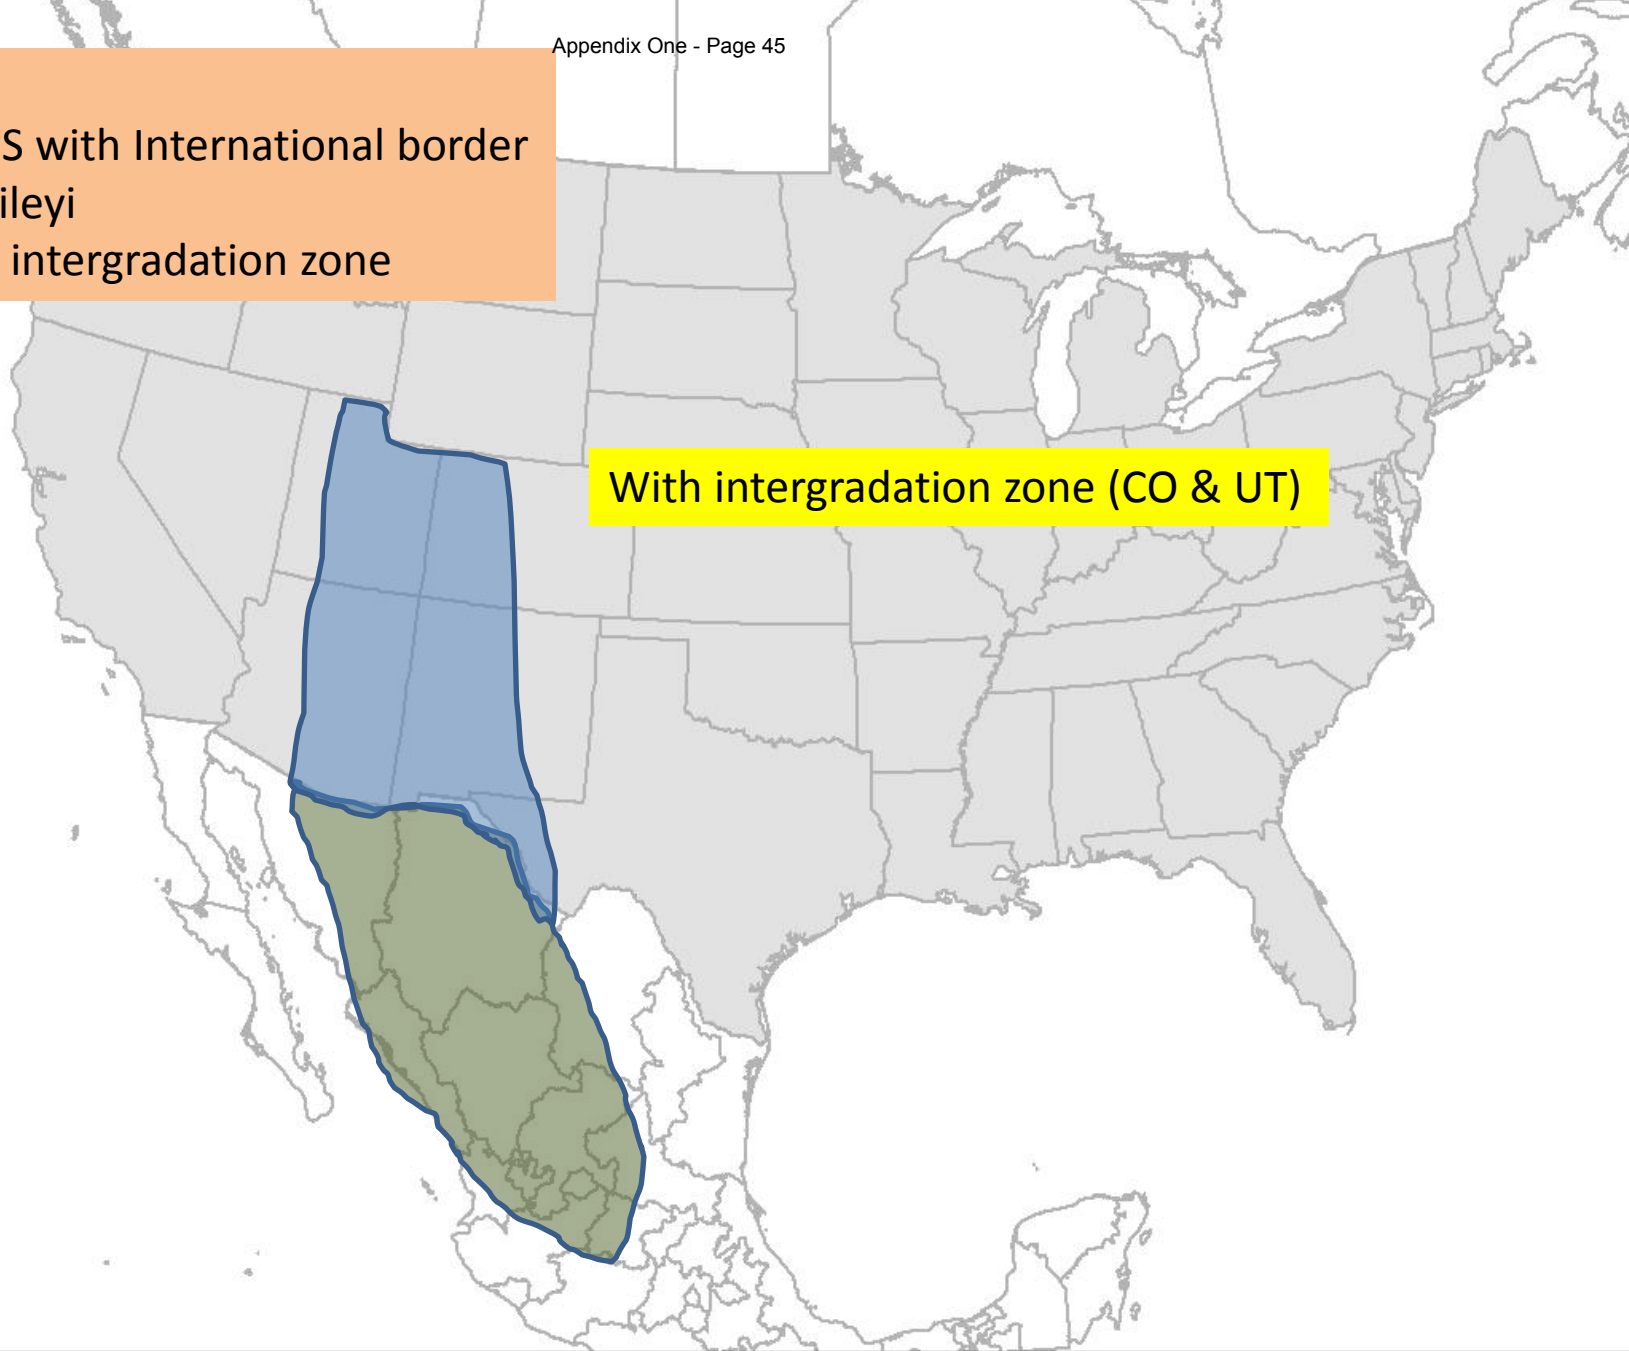 Appendix One - Page 45
S with International border
ileyi
intergradation zone
With intergradation zone (CO & UT)